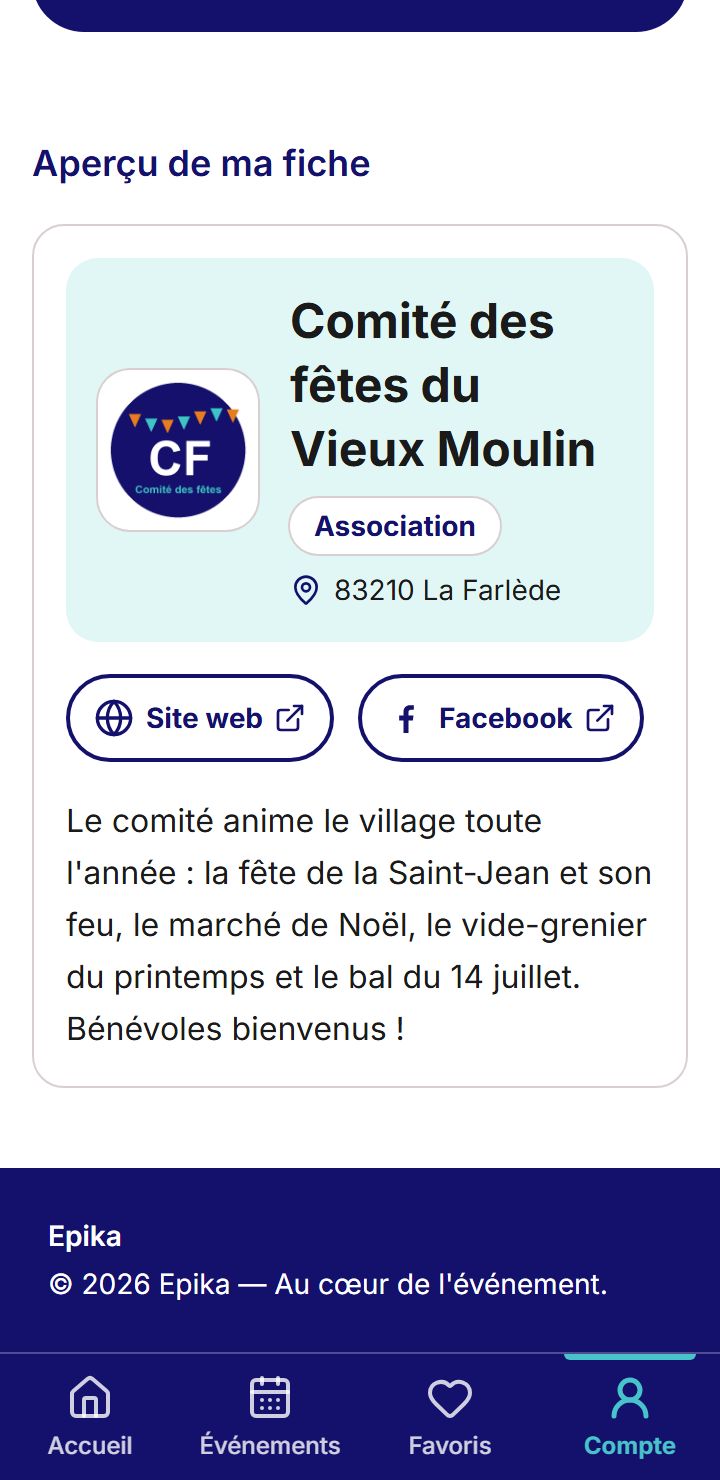 Aperçu de ma fiche
Comité des
fêtes du
Vieux Moulin
CF
Comité des fêtes
Association
83210 La Farlède
Site web
Facebook
Le comité anime le village toute
l'année : la fête de la Saint-Jean et son
feu, le marché de Noël, le vide-grenier
du printemps et le bal du 14 juillet.
Bénévoles bienvenus !
Epika
© 2026 Epika — Au cœur de l'événement.
Accueil
Événements
Favoris
Compte